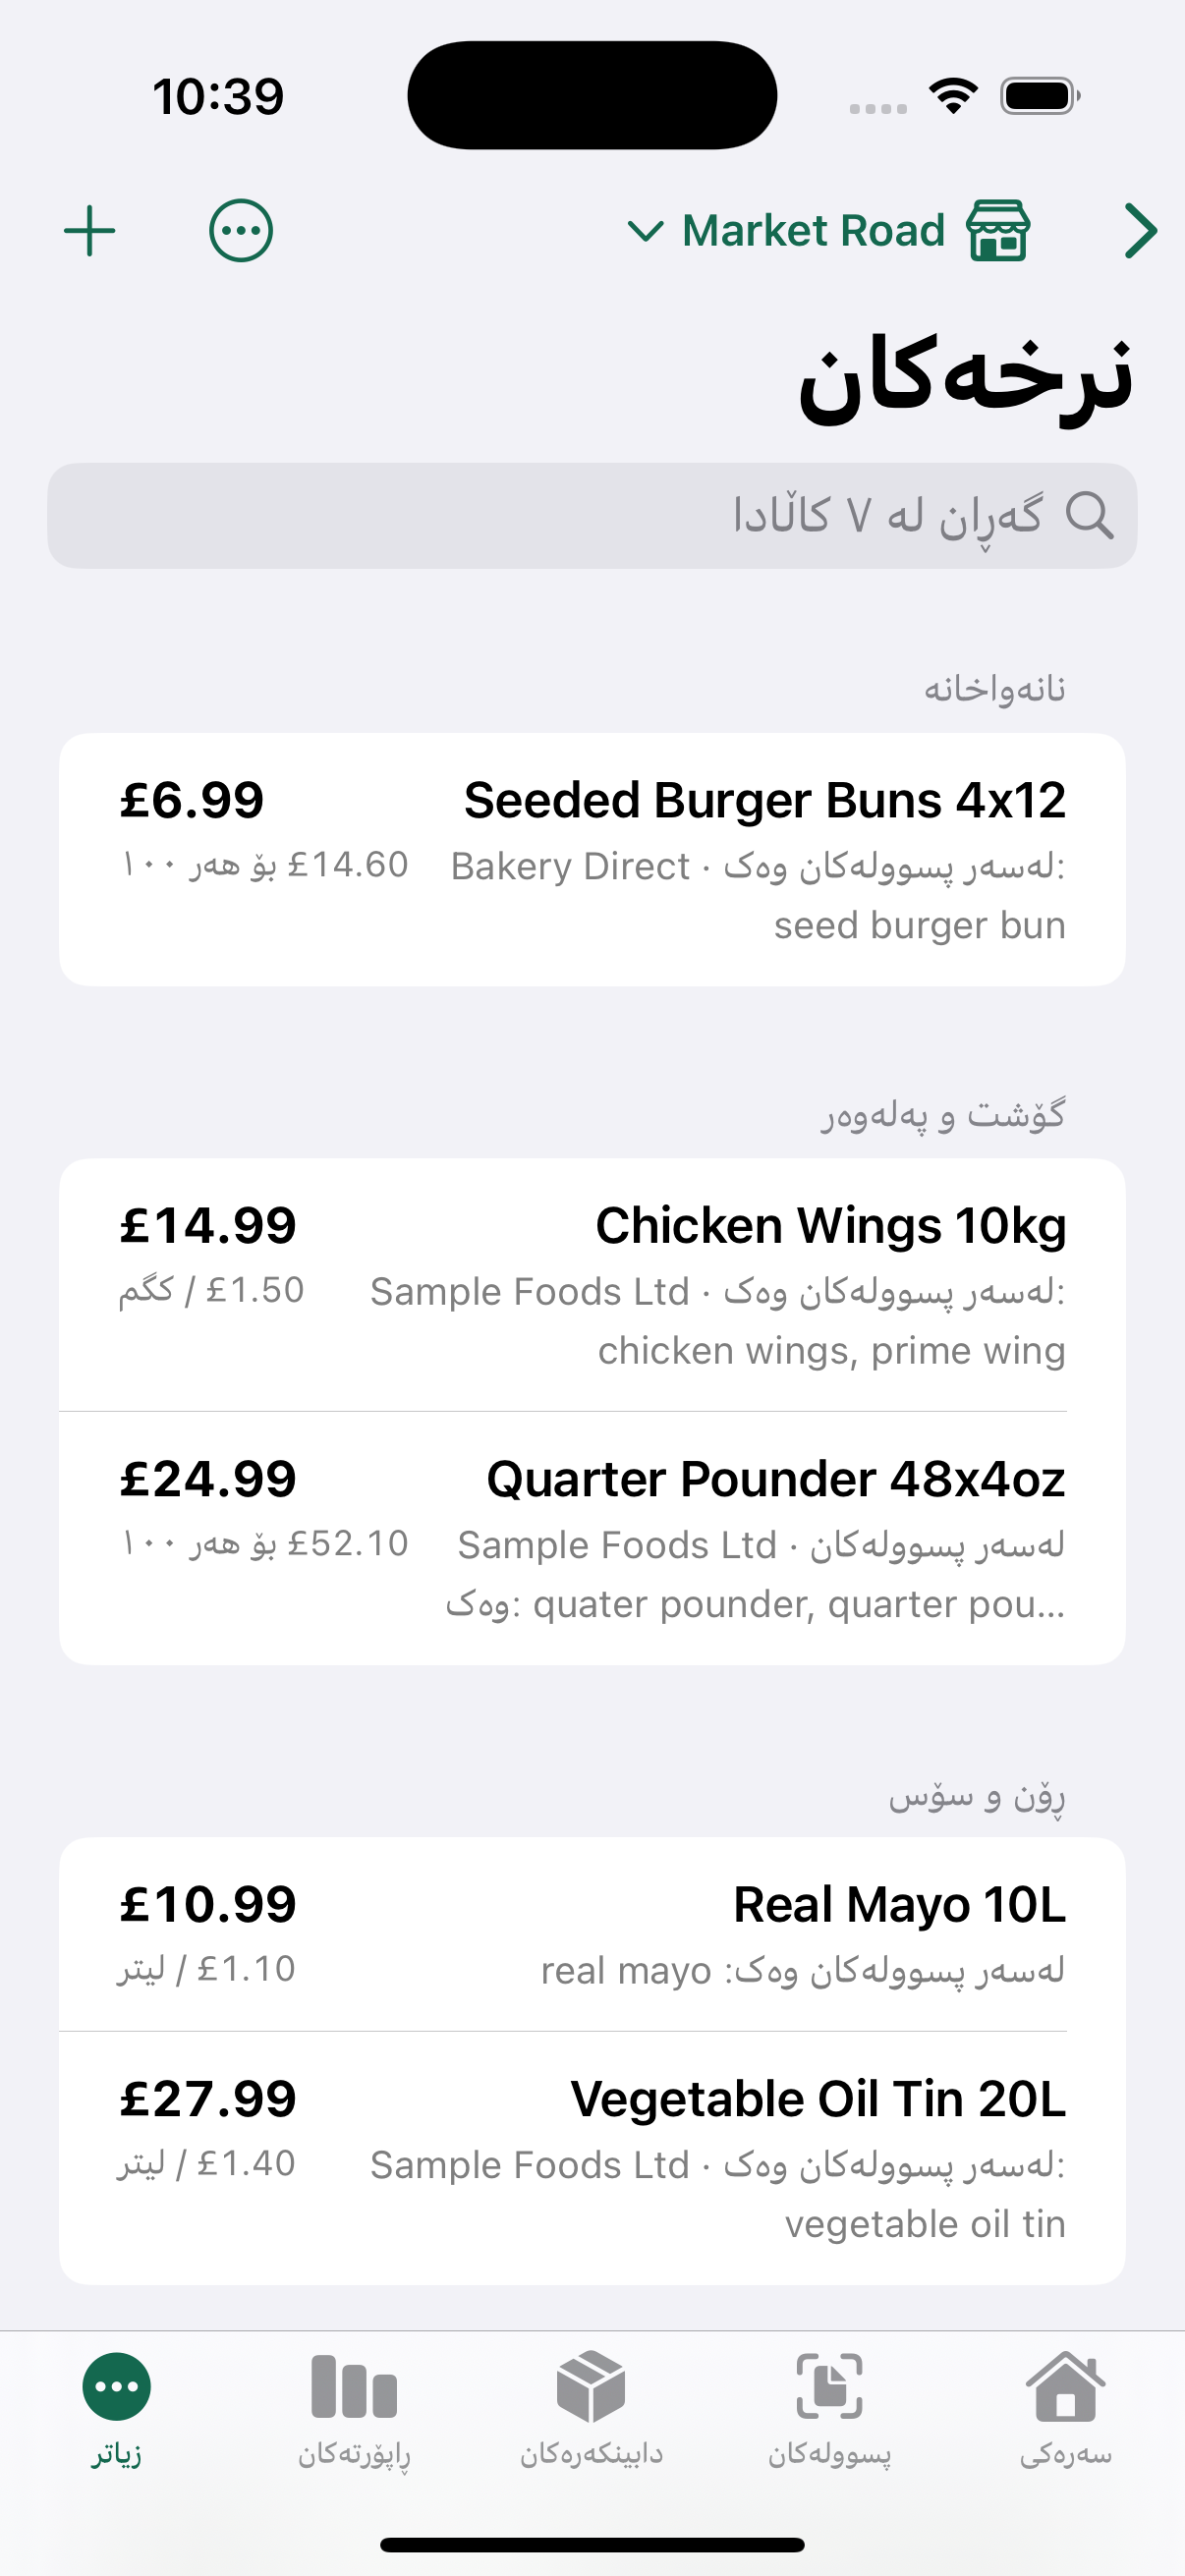 10:39
Market Road
نرخەکان
گەڕان لە ٧ کاڵادا
نانەواخانە
Seeded Burger Buns 4x12
£6.99
Bakery Direct · لەسەر پسوولەکان وەک:
seed burger bun
£14.60 بۆ هەر ١٠٠
گۆشت و پەلەوەر
Chicken Wings 10kg
£14.99
Sample Foods Ltd · لەسەر پسوولەکان وەک:
chicken wings, prime wing
£1.50 / کگم
Quarter Pounder 48x4oz
£24.99
Sample Foods Ltd · لەسەر پسوولەکان
وەک: quater pounder, quarter pou…
£52.10 بۆ هەر ١٠٠
ڕۆن و سۆس
Real Mayo 10L
£10.99
لەسەر پسوولەکان وەک: real mayo
£1.10 / لیتر
Vegetable Oil Tin 20L
£27.99
Sample Foods Ltd · لەسەر پسوولەکان وەک:
vegetable oil tin
£1.40 / لیتر
سەرەکی
پسوولەکان
دابینکەرەکان
ڕاپۆرتەکان
زیاتر